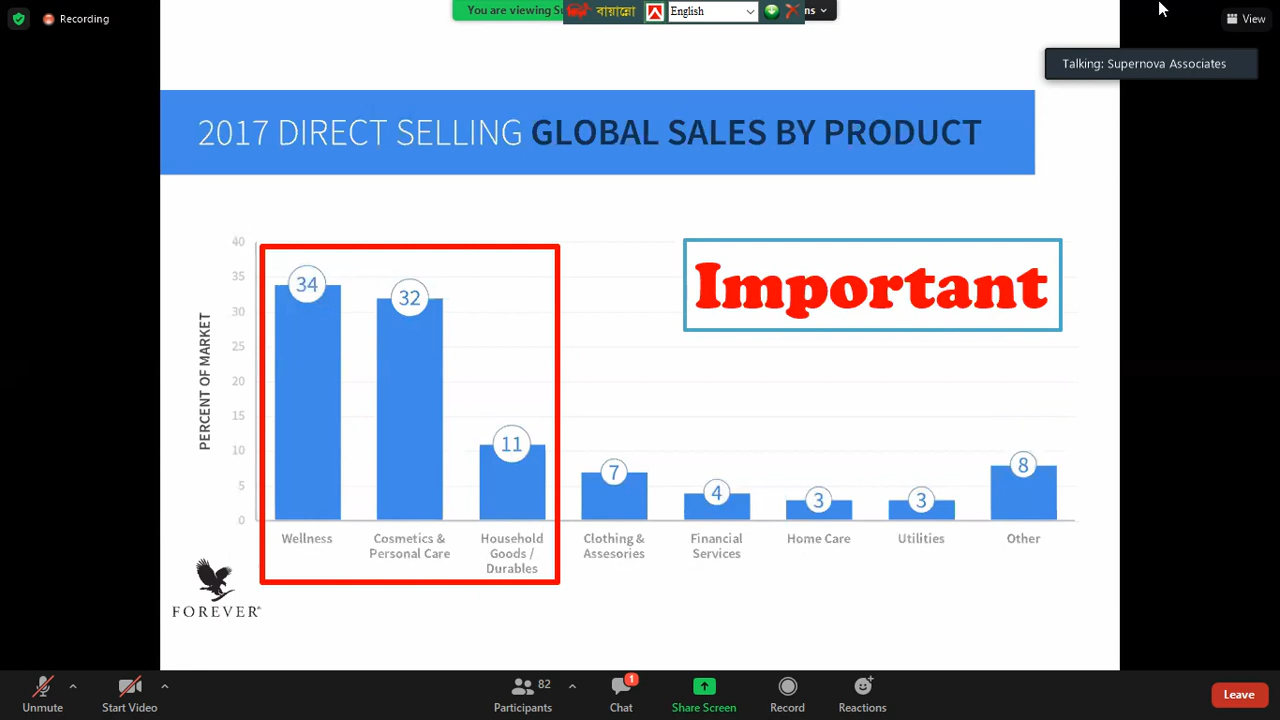 Recording
You are viewing Su
বায়ান্নো
English
ns
View
Talking: Supernova Associates
2017 DIRECT SELLING GLOBAL SALES BY PRODUCT
Important
PERCENT OF MARKET
40
35
30
25
20
15
10
5
0
34
32
11
7
4
3
3
8
Wellness
Cosmetics &
Personal Care
Household
Goods /
Durables
Clothing &
Assesories
Financial
Services
Home Care
Utilities
Other
FOREVER
Unmute
Start Video
82
Participants
1
Chat
Share Screen
Record
Reactions
Leave